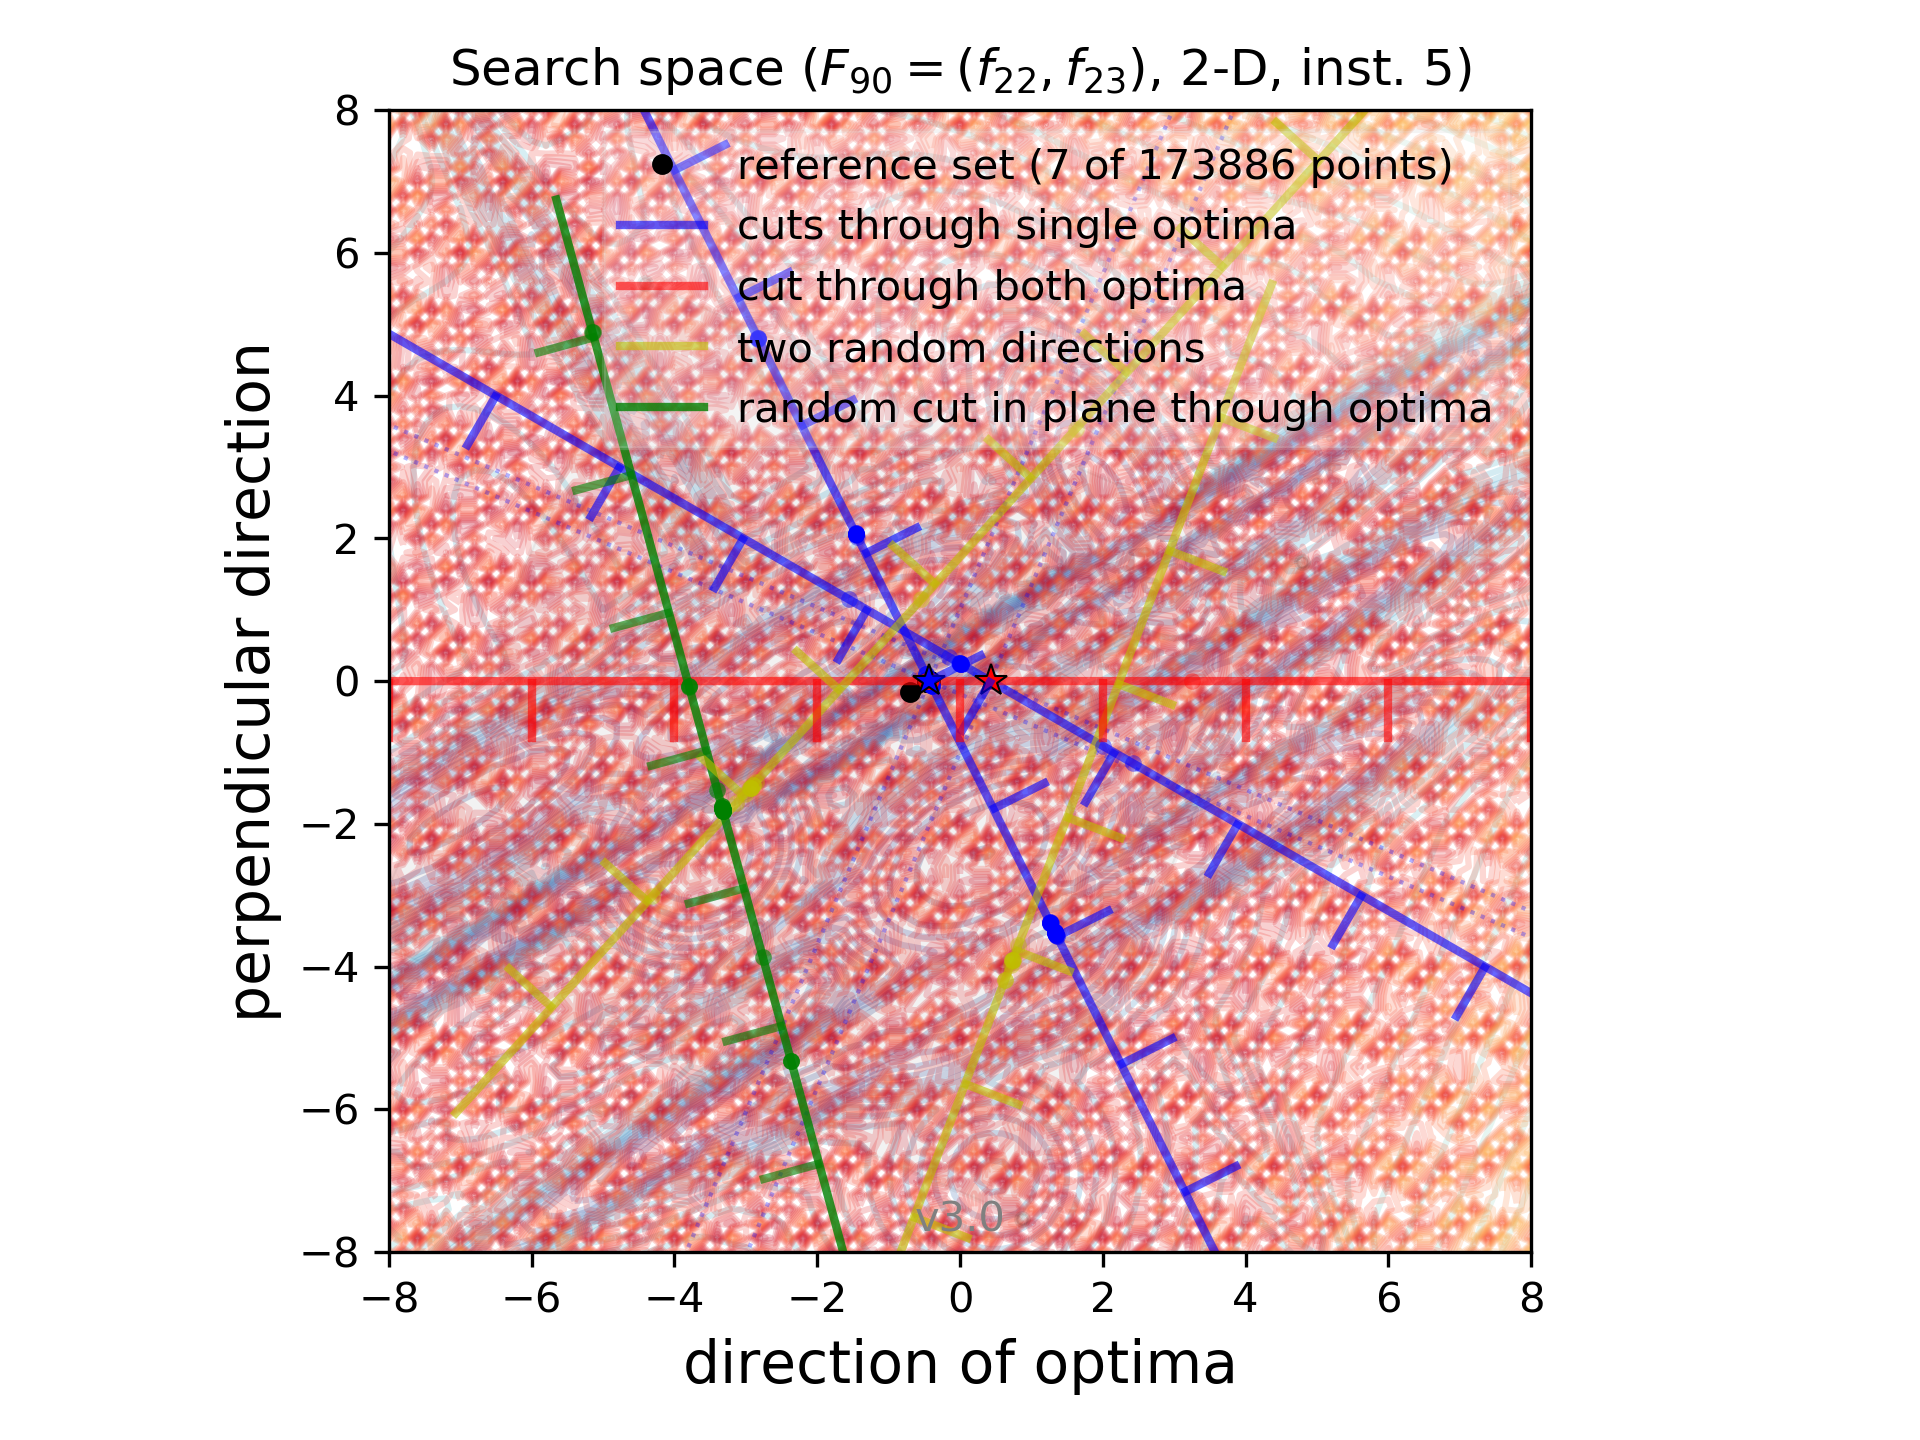 Search space (F90 = (f22, f23), 2-D, inst. 5)
reference set (7 of 173886 points)
cuts through single optima
cut through both optima
two random directions
random cut in plane through optima
perpendicular direction
8
6
4
2
0
−2
−4
−6
−8
v3.0
−8 −6 −4 −2 0 2 4 6 8
direction of optima